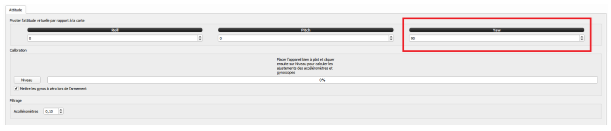 Attitude
Pivoter l'attitude virtuelle par rapport à la carte
Roll Pitch Yaw
0 0 90
Calibration
Placer l'appareil bien à plat et cliquer
ensuite sur Niveau pour calculer les
ajustements des accéléromètres et
gyroscopes
Niveau 0%
Mettre les gyros à zéro lors de l'armement
Filtrage
Accéléromètres 0,10